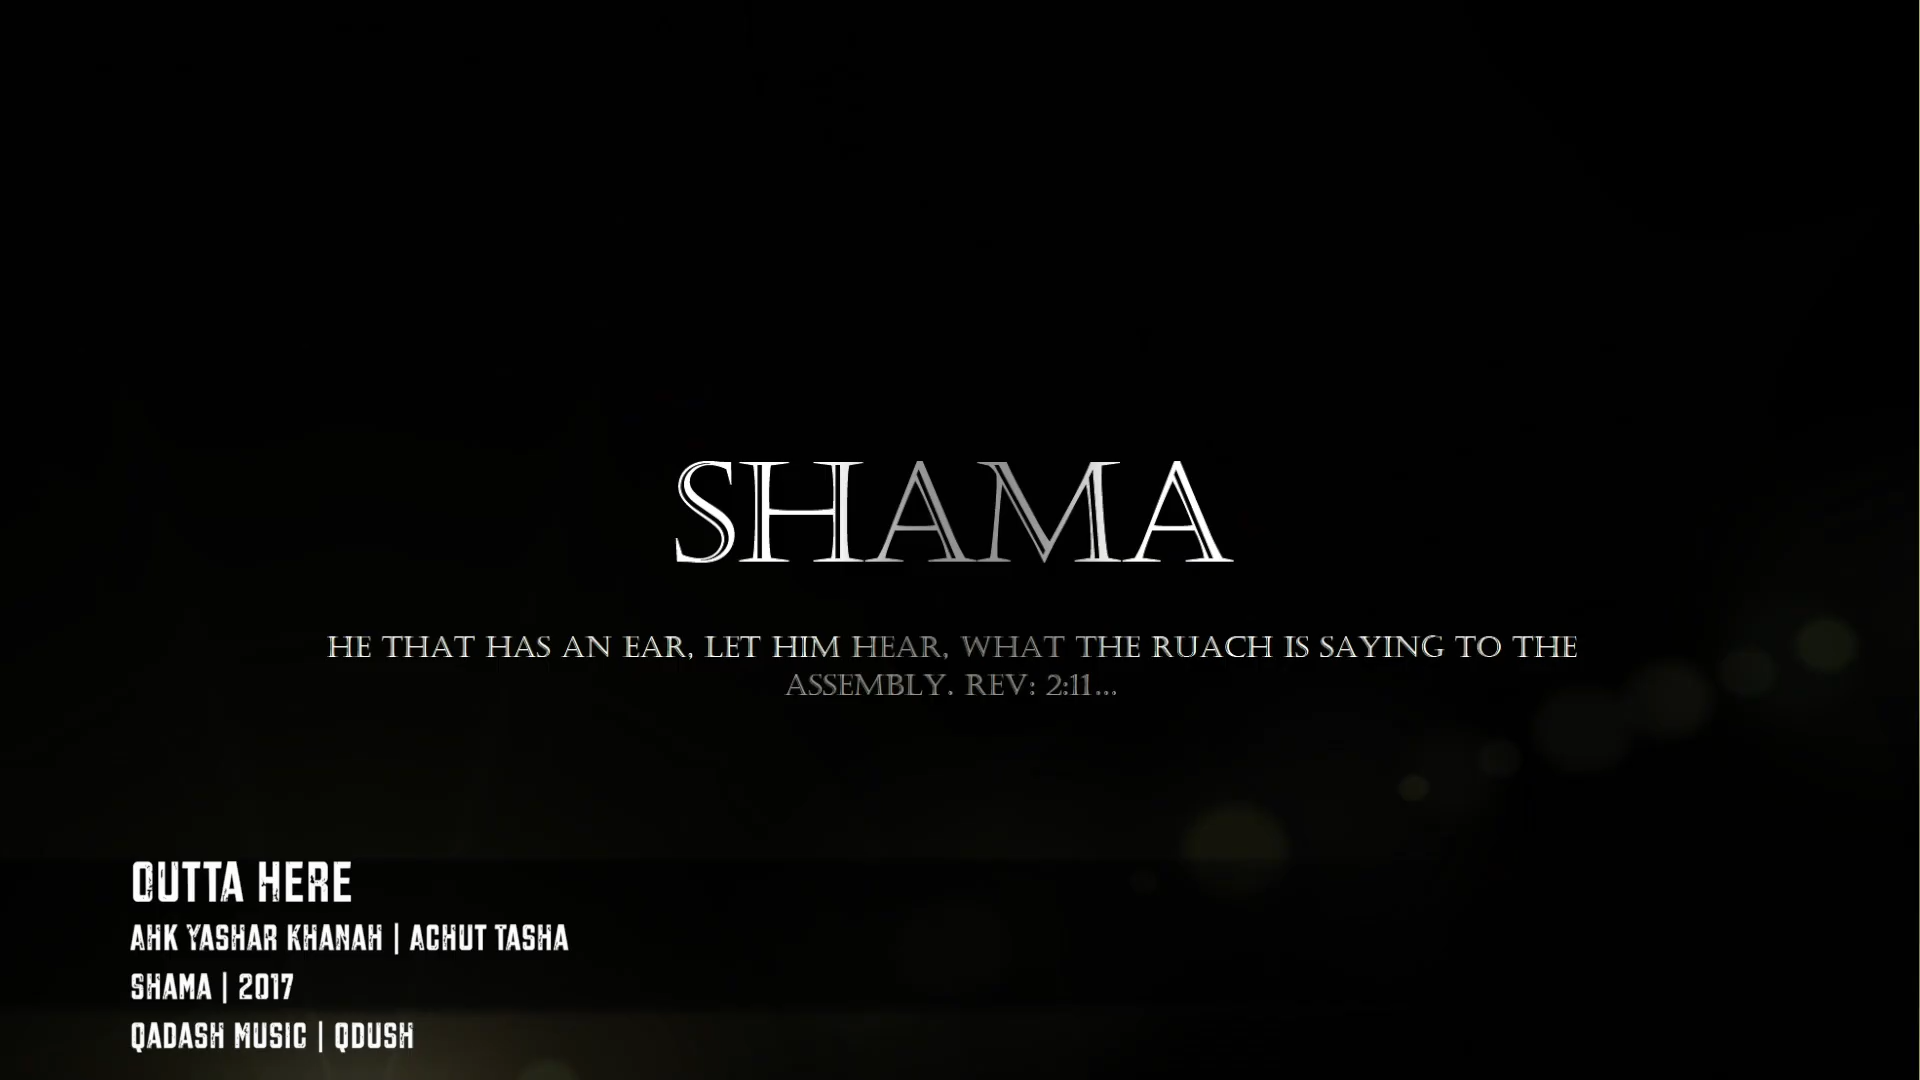 SHAMA
HE THAT HAS AN EAR, LET HIM HEAR, WHAT THE RUACH IS SAYING TO THE
ASSEMBLY. REV: 2:11...
OUTTA HERE
AHK YASHAR KHANAH | ACHUT TASHA
SHAMA | 2017
QADASH MUSIC | QDUSH